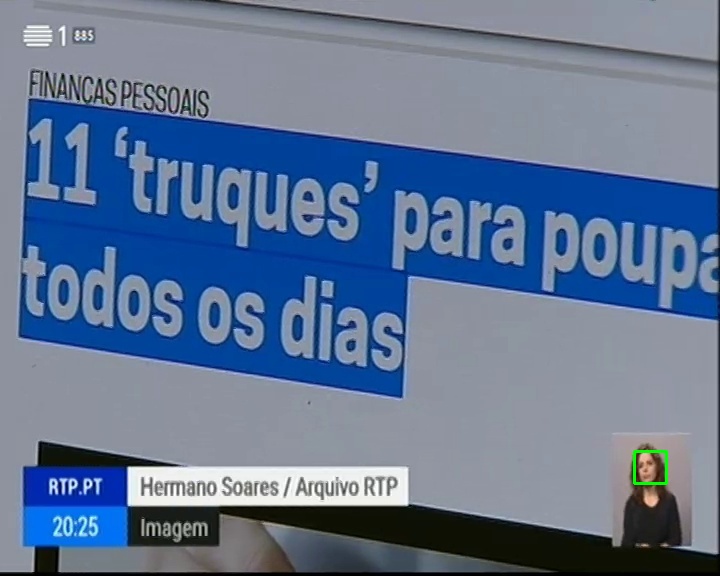 1 885
FINANÇAS PESSOAIS
11 ‘truques’ para poupa
todos os dias
RTP.PT Hermano Soares / Arquivo RTP
20:25 Imagem